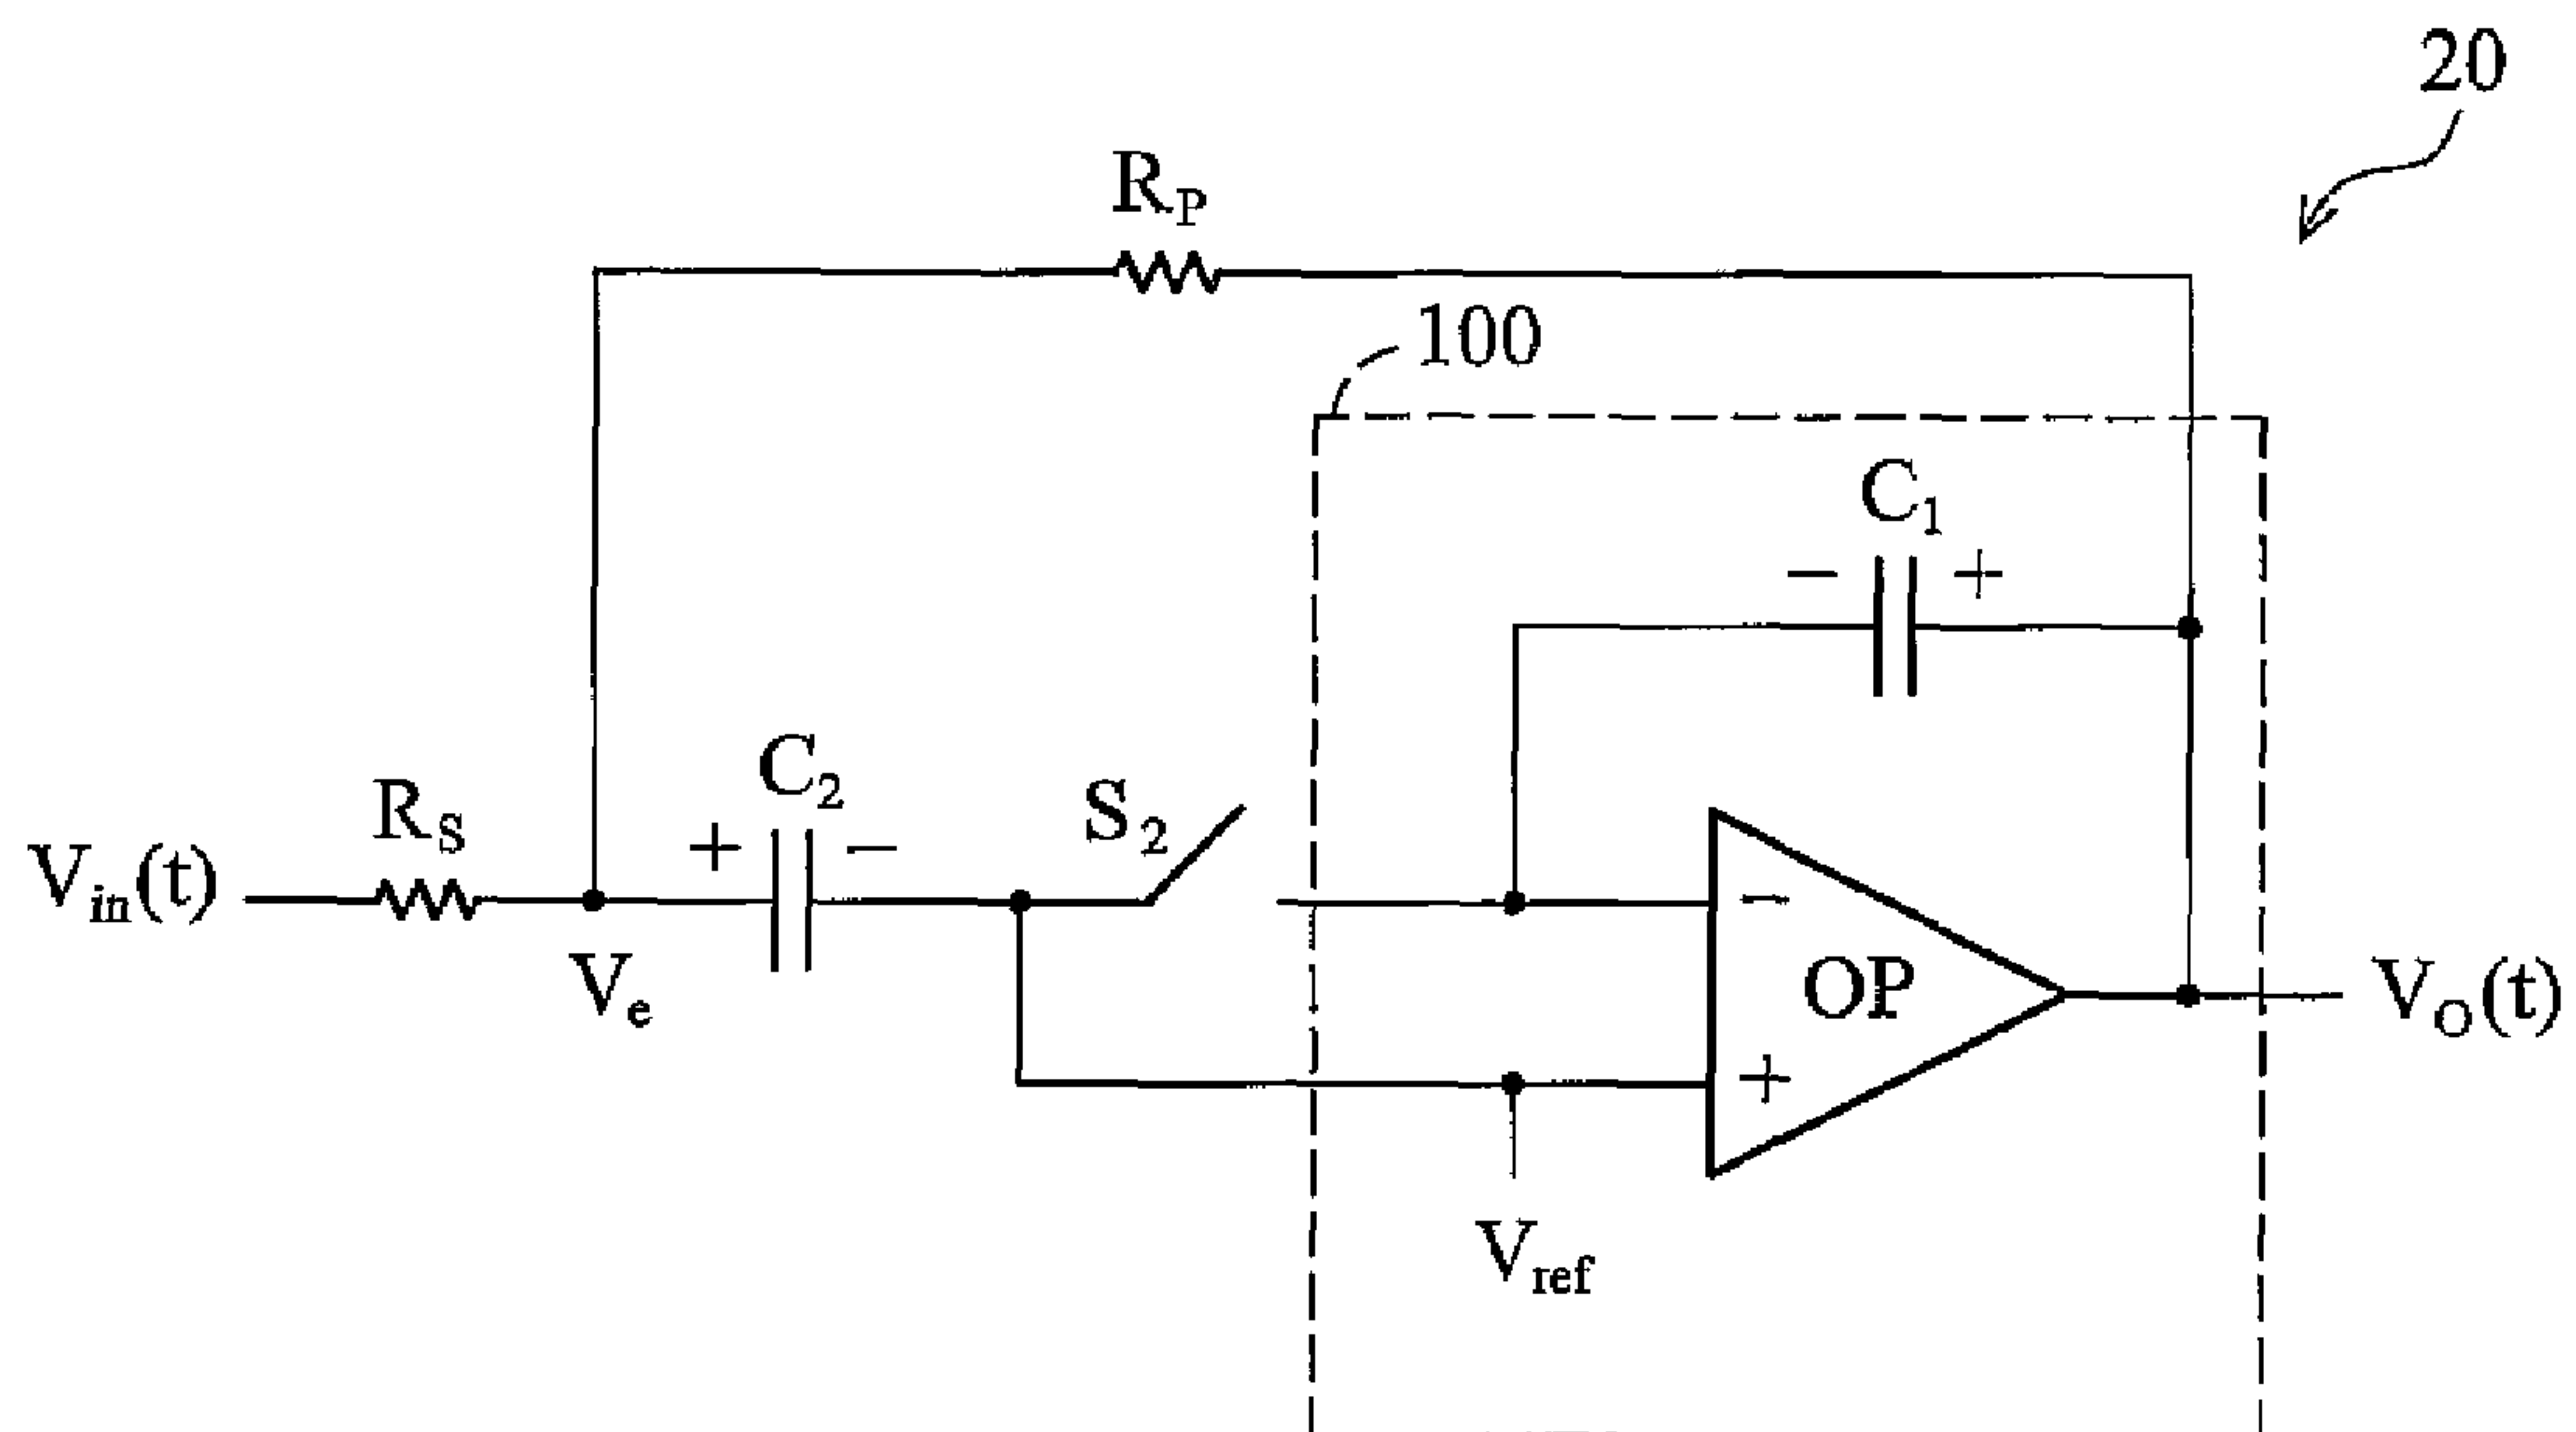 20
R_P
100
C_1
− +
C_2
R_S
S_2
+ −
V_in(t)
−
V_e
OP
V_O(t)
+
V_ref